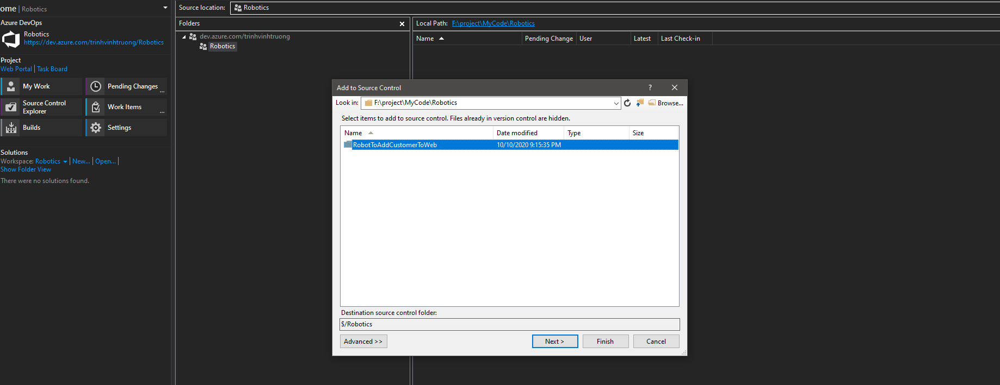 ome | Robotics
Azure DevOps
Robotics
https://dev.azure.com/trinhvinhtruong/Robotics
Project
Web Portal | Task Board
My Work
Pending Changes
...
Source Control Explorer
Work Items
...
Builds
Settings
Solutions
Workspace: Robotics | New... | Open... |
Show Folder View
There were no solutions found.
Source location: Robotics
Folders
dev.azure.com/trinhvinhtruong
Robotics
Local Path: F:\project\MyCode\Robotics
Name Pending Change User Latest Last Check-in
Add to Source Control ?
Look in: F:\project\MyCode\Robotics Browse...
Select items to add to source control. Files already in version control are hidden.
Name Date modified Type Size
RobotToAddCustomerToWeb 10/10/2020 9:15:35 PM
Destination source control folder:
$/Robotics
Advanced >> Next > Finish Cancel